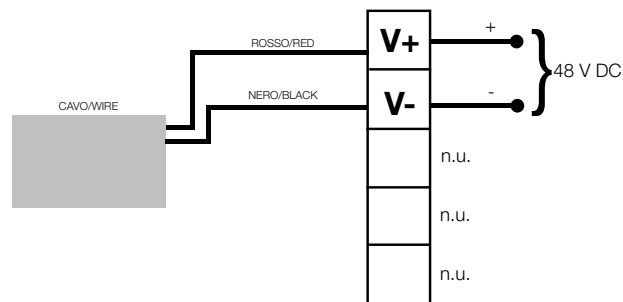 ROSSO/RED
V+
+
48 V DC
CAVO/WIRE
NERO/BLACK
V-
-
n.u.
n.u.
n.u.